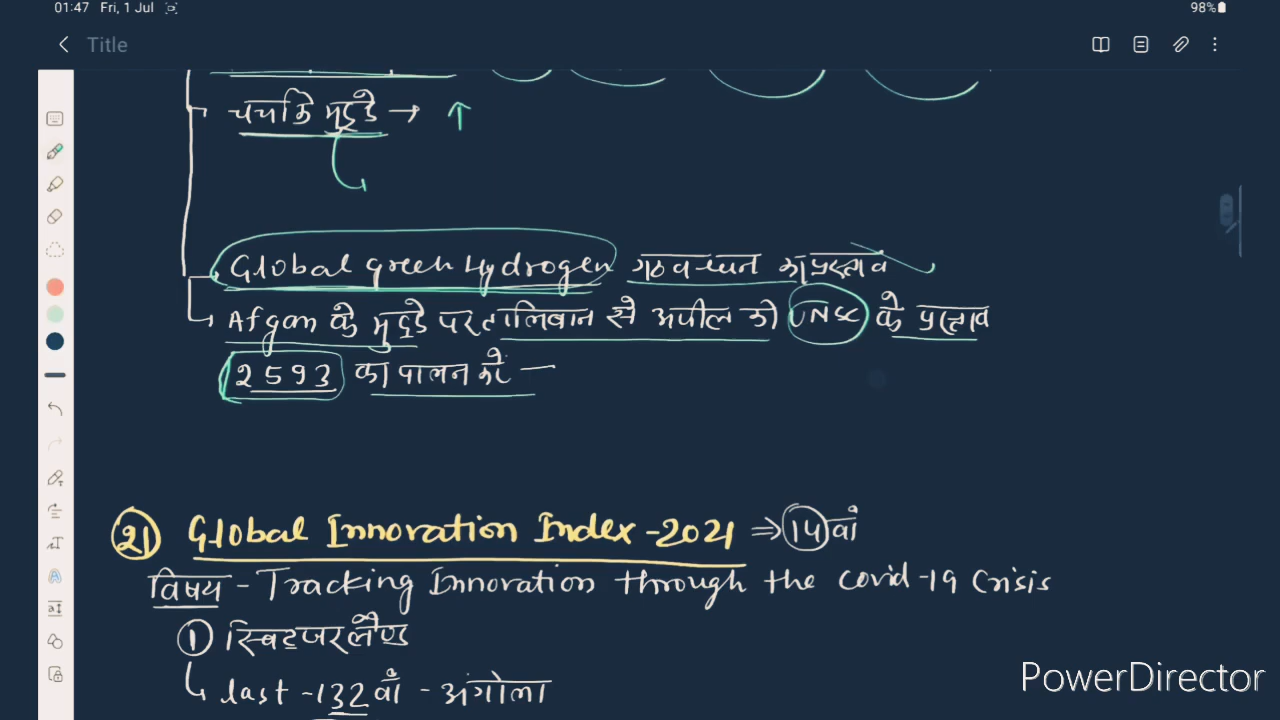 01:47 Fri, 1 Jul 98%
Title
चर्चा के मुद्दे →
Global green Hydrogen गठबन्धन का प्रस्ताव
Afgan के मुद्दे पर तालिबान से अपील की UNSC के प्रस्ताव
2593 का पालन करे —
21 Global Innovation Index-2021 ⇒ 14वां
विषय - Tracking Innovation through the covid-19 Crisis
① स्विटजरलैण्ड
last -132वाँ - अंगोला
PowerDirector